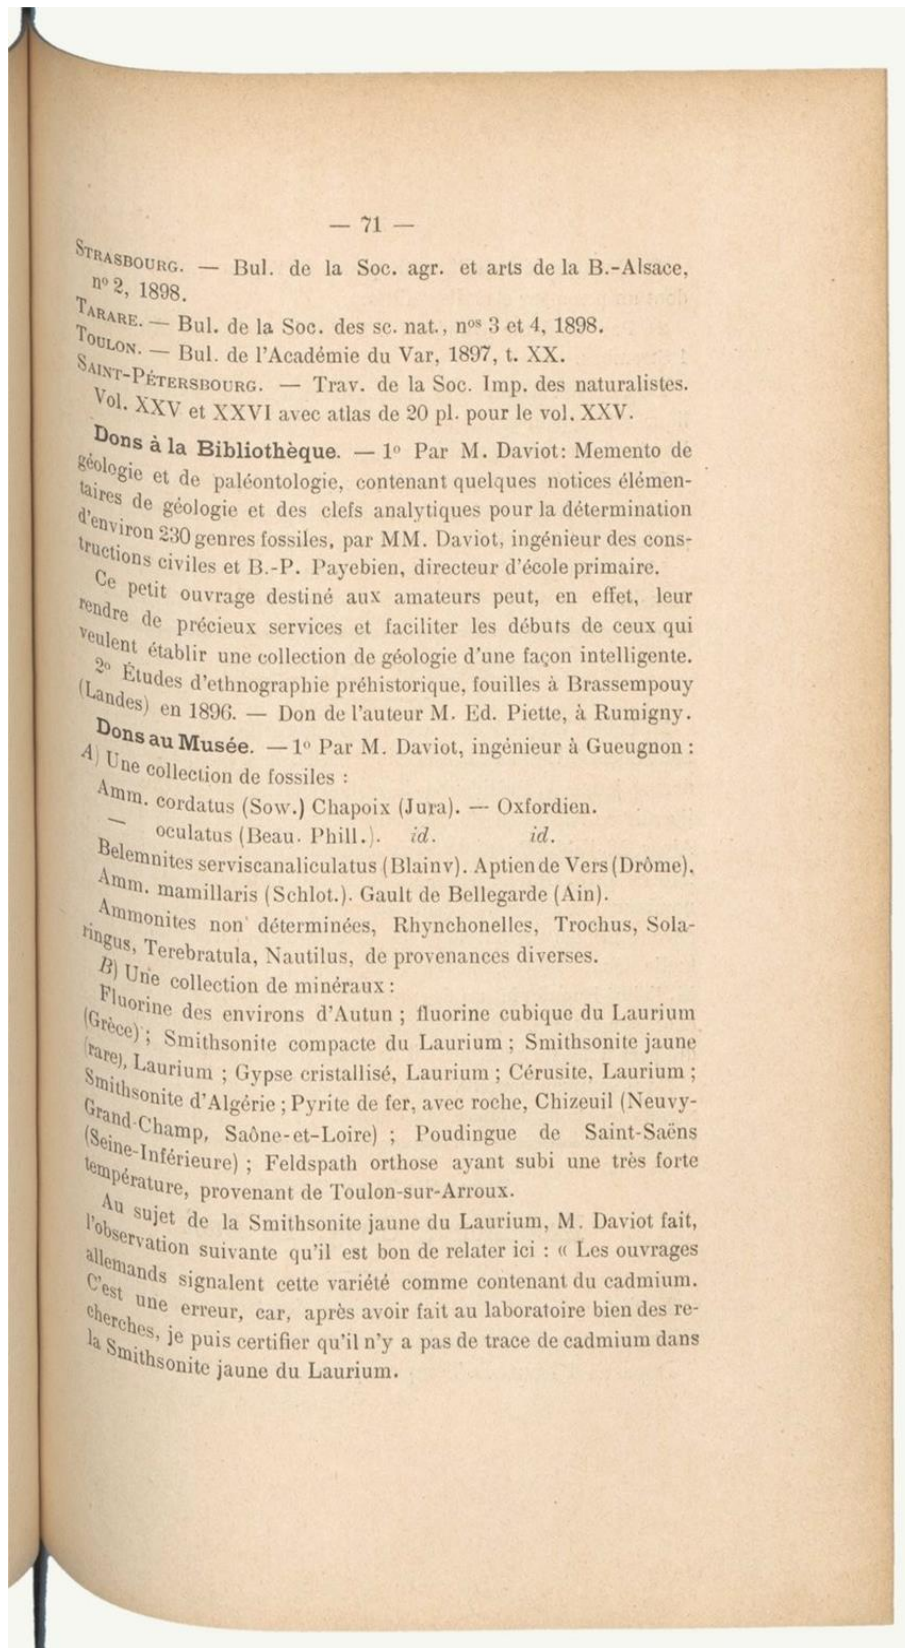 — 71 —
STRASBOURG. — Bul. de la Soc. agr. et arts de la B.-Alsace,
nº 2, 1898.
TARARE. — Bul. de la Soc. des sc. nat., nos 3 et 4, 1898.
TOULON. — Bul. de l'Académie du Var, 1897, t. XX.
SAINT-PÉTERSBOURG. — Trav. de la Soc. Imp. des naturalistes.
Vol. XXV et XXVI avec atlas de 20 pl. pour le vol. XXV.
Dons à la Bibliothèque. — 1º Par M. Daviot: Memento de
géologie et de paléontologie, contenant quelques notices élémen-
taires de géologie et des clefs analytiques pour la détermination
d'environ 230 genres fossiles, par MM. Daviot, ingénieur des cons-
tructions civiles et B.-P. Payebien, directeur d'école primaire.
Ce petit ouvrage destiné aux amateurs peut, en effet, leur
rendre de précieux services et faciliter les débuts de ceux qui
veulent établir une collection de géologie d'une façon intelligente.
2º Études d'ethnographie préhistorique, fouilles à Brassempouy
(Landes) en 1896. — Don de l'auteur M. Ed. Piette, à Rumigny.
Dons au Musée. — 1º Par M. Daviot, ingénieur à Gueugnon :
A) Une collection de fossiles :
Amm. cordatus (Sow.) Chapoix (Jura). — Oxfordien.
— oculatus (Beau. Phill.). id. id.
Belemnites serviscanaliculatus (Blainv). Aptien de Vers (Drôme).
Amm. mamillaris (Schlot.). Gault de Bellegarde (Ain).
Ammonites non déterminées, Rhynchonelles, Trochus, Sola-
ringus, Terebratula, Nautilus, de provenances diverses.
B) Une collection de minéraux :
Fluorine des environs d'Autun ; fluorine cubique du Laurium
(Grèce) ; Smithsonite compacte du Laurium ; Smithsonite jaune
(rare), Laurium ; Gypse cristallisé, Laurium ; Cérusite, Laurium ;
Smithsonite d'Algérie ; Pyrite de fer, avec roche, Chizeuil (Neuvy-
Grand-Champ, Saône-et-Loire) ; Poudingue de Saint-Saëns
(Seine-Inférieure) ; Feldspath orthose ayant subi une très forte
température, provenant de Toulon-sur-Arroux.
Au sujet de la Smithsonite jaune du Laurium, M. Daviot fait,
l'observation suivante qu'il est bon de relater ici : « Les ouvrages
allemands signalent cette variété comme contenant du cadmium.
C'est une erreur, car, après avoir fait au laboratoire bien des re-
cherches, je puis certifier qu'il n'y a pas de trace de cadmium dans
la Smithsonite jaune du Laurium.